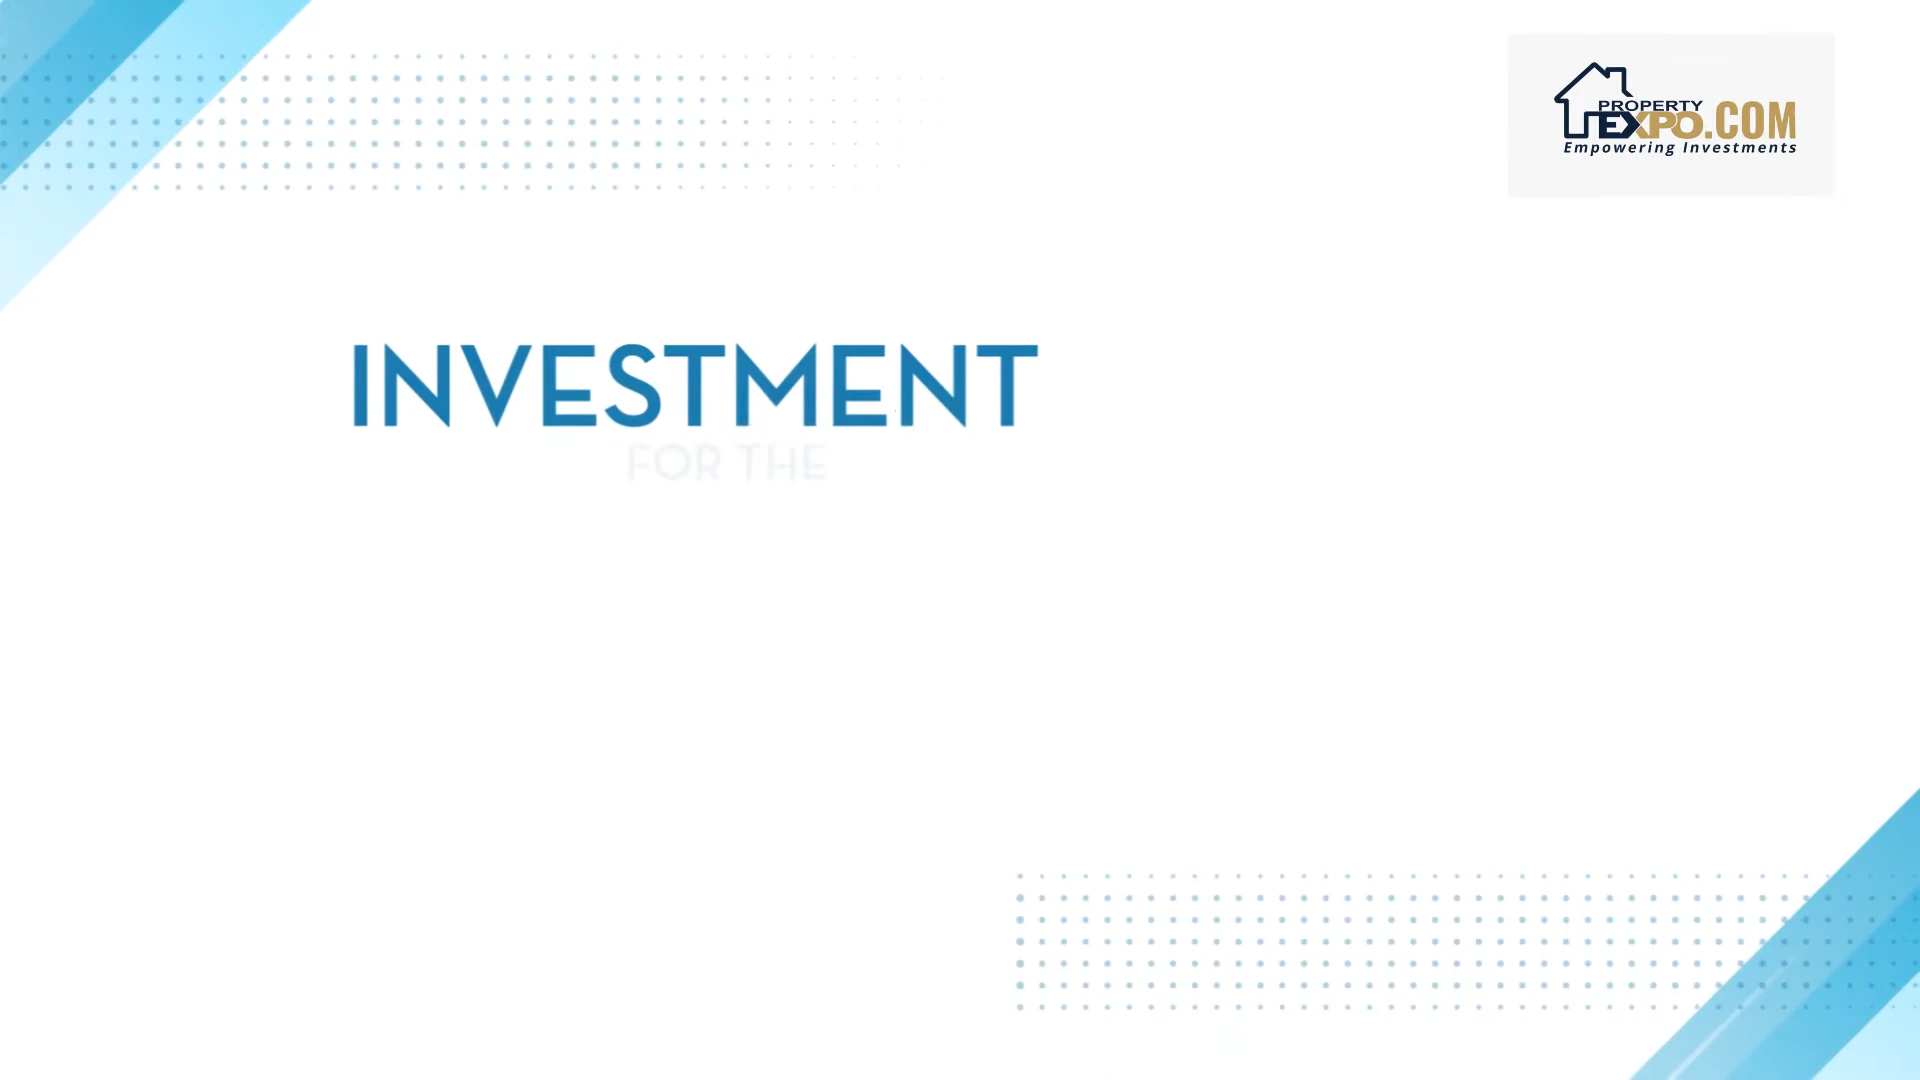 PROPERTY
EXPO.COM
Empowering Investments
INVESTMENT
FOR THE